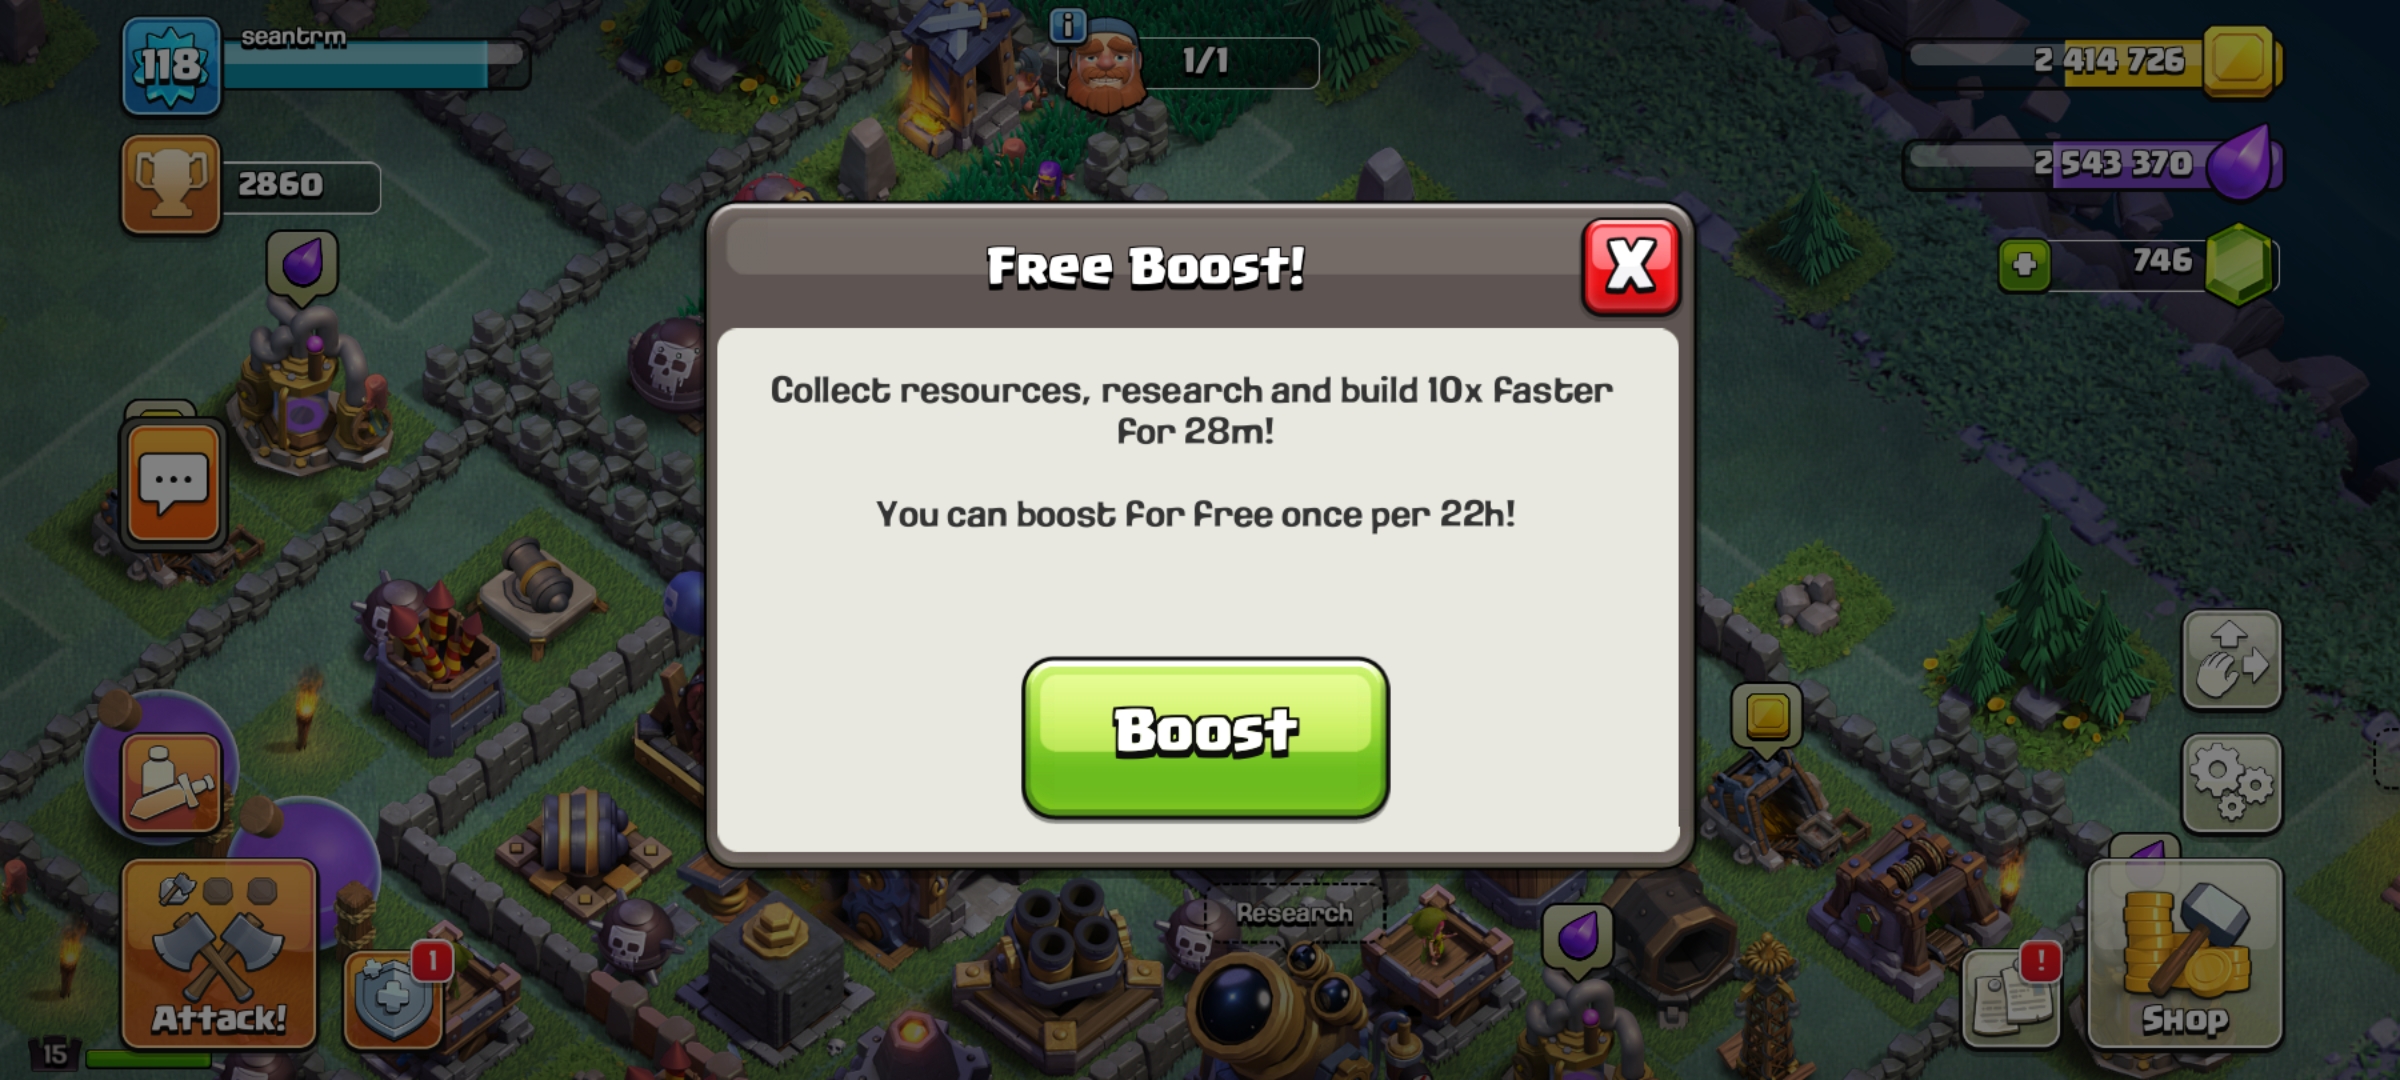 118
seantrm
1/1
2 414 726
2860
2 543 370
746
Free Boost!
X
Collect resources, research and build 10x faster
for 28m!
You can boost for free once per 22h!
Boost
Research
1
!
Attack!
Shop
15